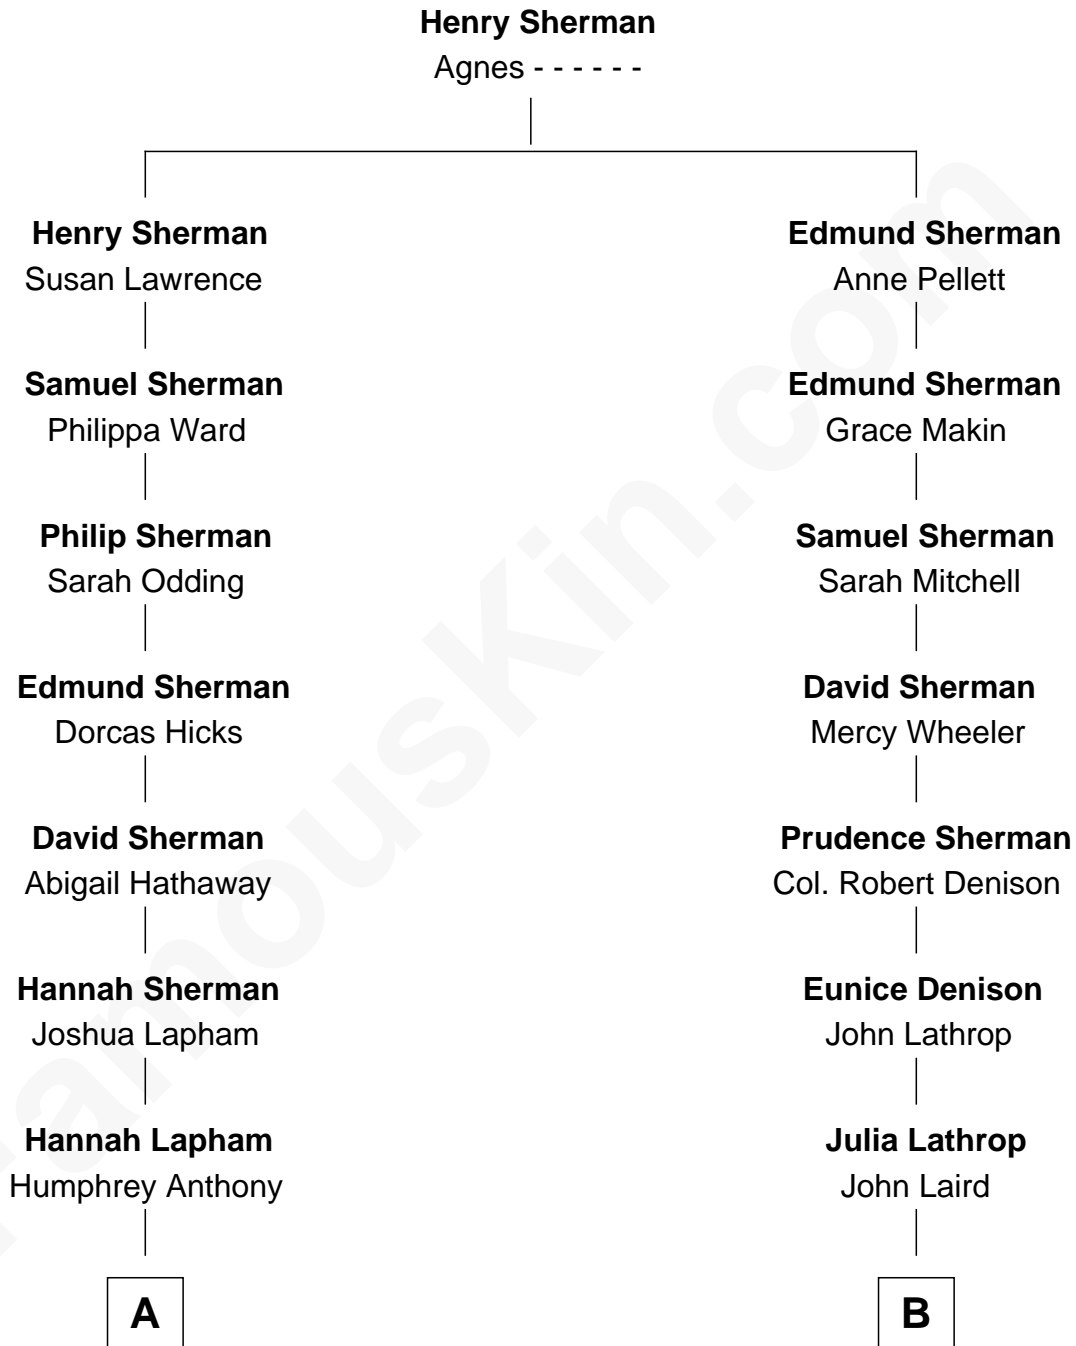 Henry Sherman
Agnes - - - - - -
Henry Sherman
Susan Lawrence
Samuel Sherman
Philippa Ward
Philip Sherman
Sarah Odding
Edmund Sherman
Dorcas Hicks
David Sherman
Abigail Hathaway
Hannah Sherman
Joshua Lapham
Hannah Lapham
Humphrey Anthony
A
Edmund Sherman
Anne Pellett
Edmund Sherman
Grace Makin
Samuel Sherman
Sarah Mitchell
David Sherman
Mercy Wheeler
Prudence Sherman
Col. Robert Denison
Eunice Denison
John Lathrop
Julia Lathrop
John Laird
B
FamousKin.com